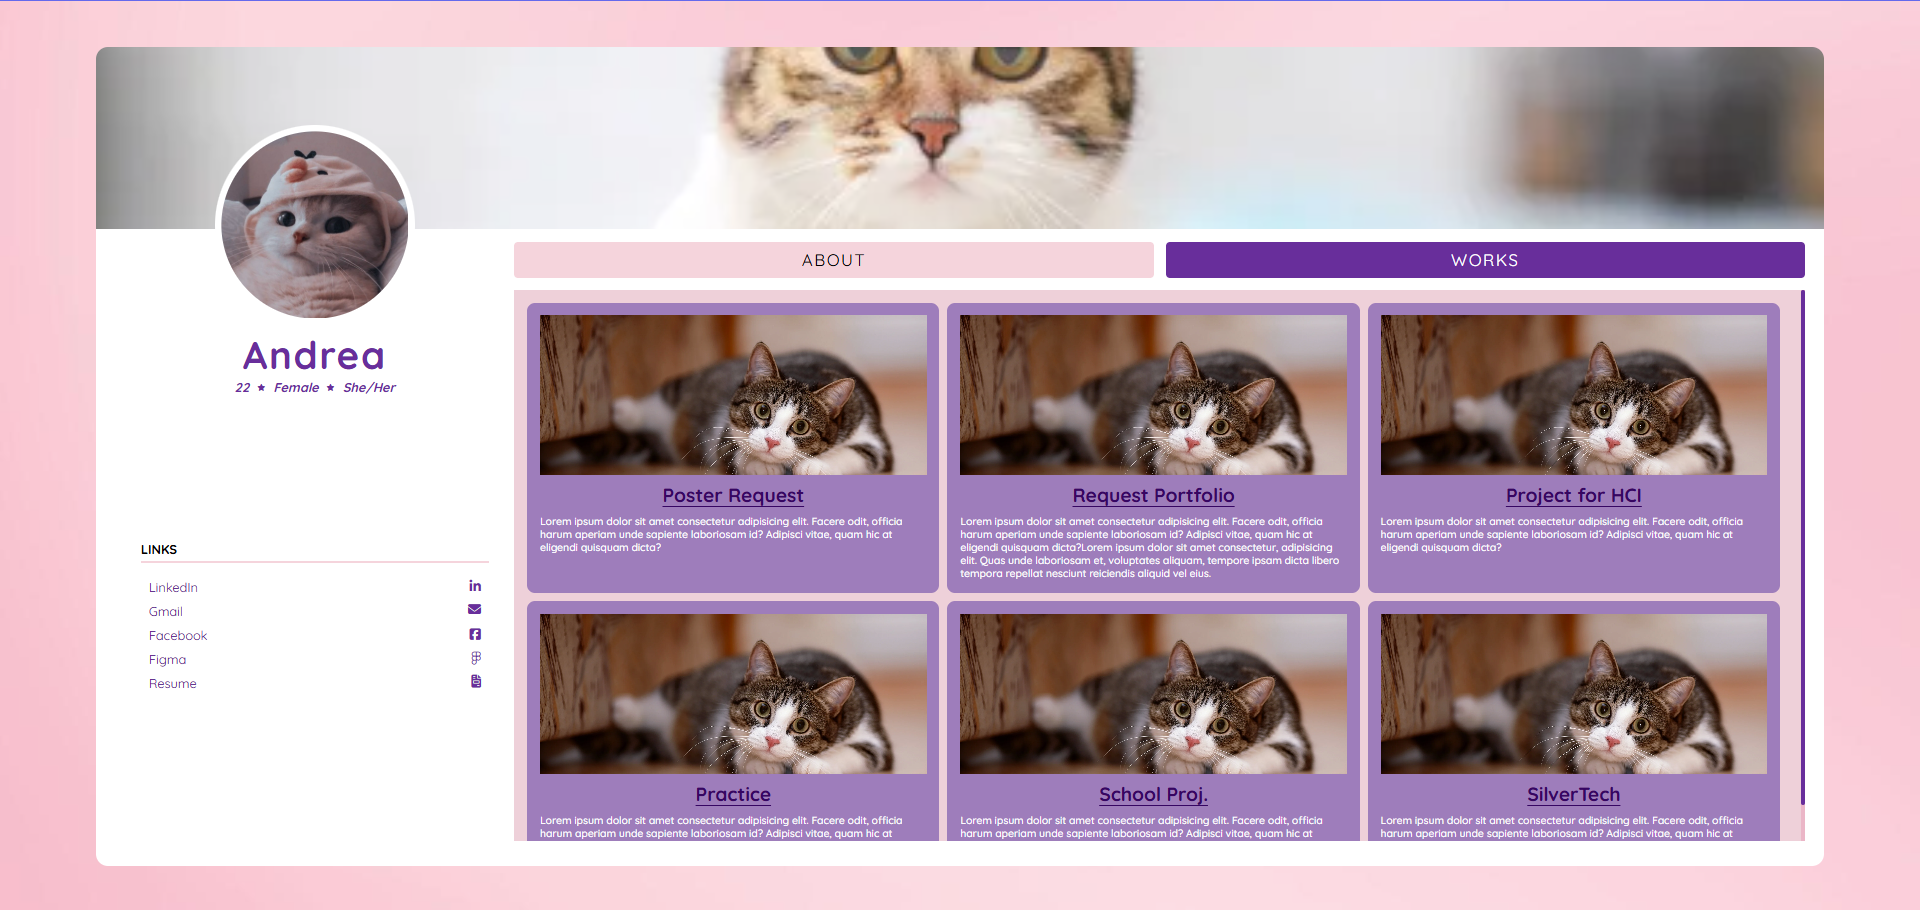 ABOUT
WORKS
Andrea
22 ★ Female ★ She/Her
LINKS
LinkedIn
Gmail
Facebook
Figma
Resume
Poster Request
Lorem ipsum dolor sit amet consectetur adipisicing elit. Facere odit, officia
harum aperiam unde sapiente laboriosam id? Adipisci vitae, quam hic at
eligendi quisquam dicta?
Request Portfolio
Lorem ipsum dolor sit amet consectetur adipisicing elit. Facere odit, officia
harum aperiam unde sapiente laboriosam id? Adipisci vitae, quam hic at
eligendi quisquam dicta?Lorem ipsum dolor sit amet consectetur, adipisicing
elit. Quas unde laboriosam et, voluptates aliquam, tempore ipsam dicta libero
tempora repellat nesciunt reiciendis aliquid vel eius.
Project for HCI
Lorem ipsum dolor sit amet consectetur adipisicing elit. Facere odit, officia
harum aperiam unde sapiente laboriosam id? Adipisci vitae, quam hic at
eligendi quisquam dicta?
Practice
Lorem ipsum dolor sit amet consectetur adipisicing elit. Facere odit, officia
harum aperiam unde sapiente laboriosam id? Adipisci vitae, quam hic at
School Proj.
Lorem ipsum dolor sit amet consectetur adipisicing elit. Facere odit, officia
harum aperiam unde sapiente laboriosam id? Adipisci vitae, quam hic at
SilverTech
Lorem ipsum dolor sit amet consectetur adipisicing elit. Facere odit, officia
harum aperiam unde sapiente laboriosam id? Adipisci vitae, quam hic at